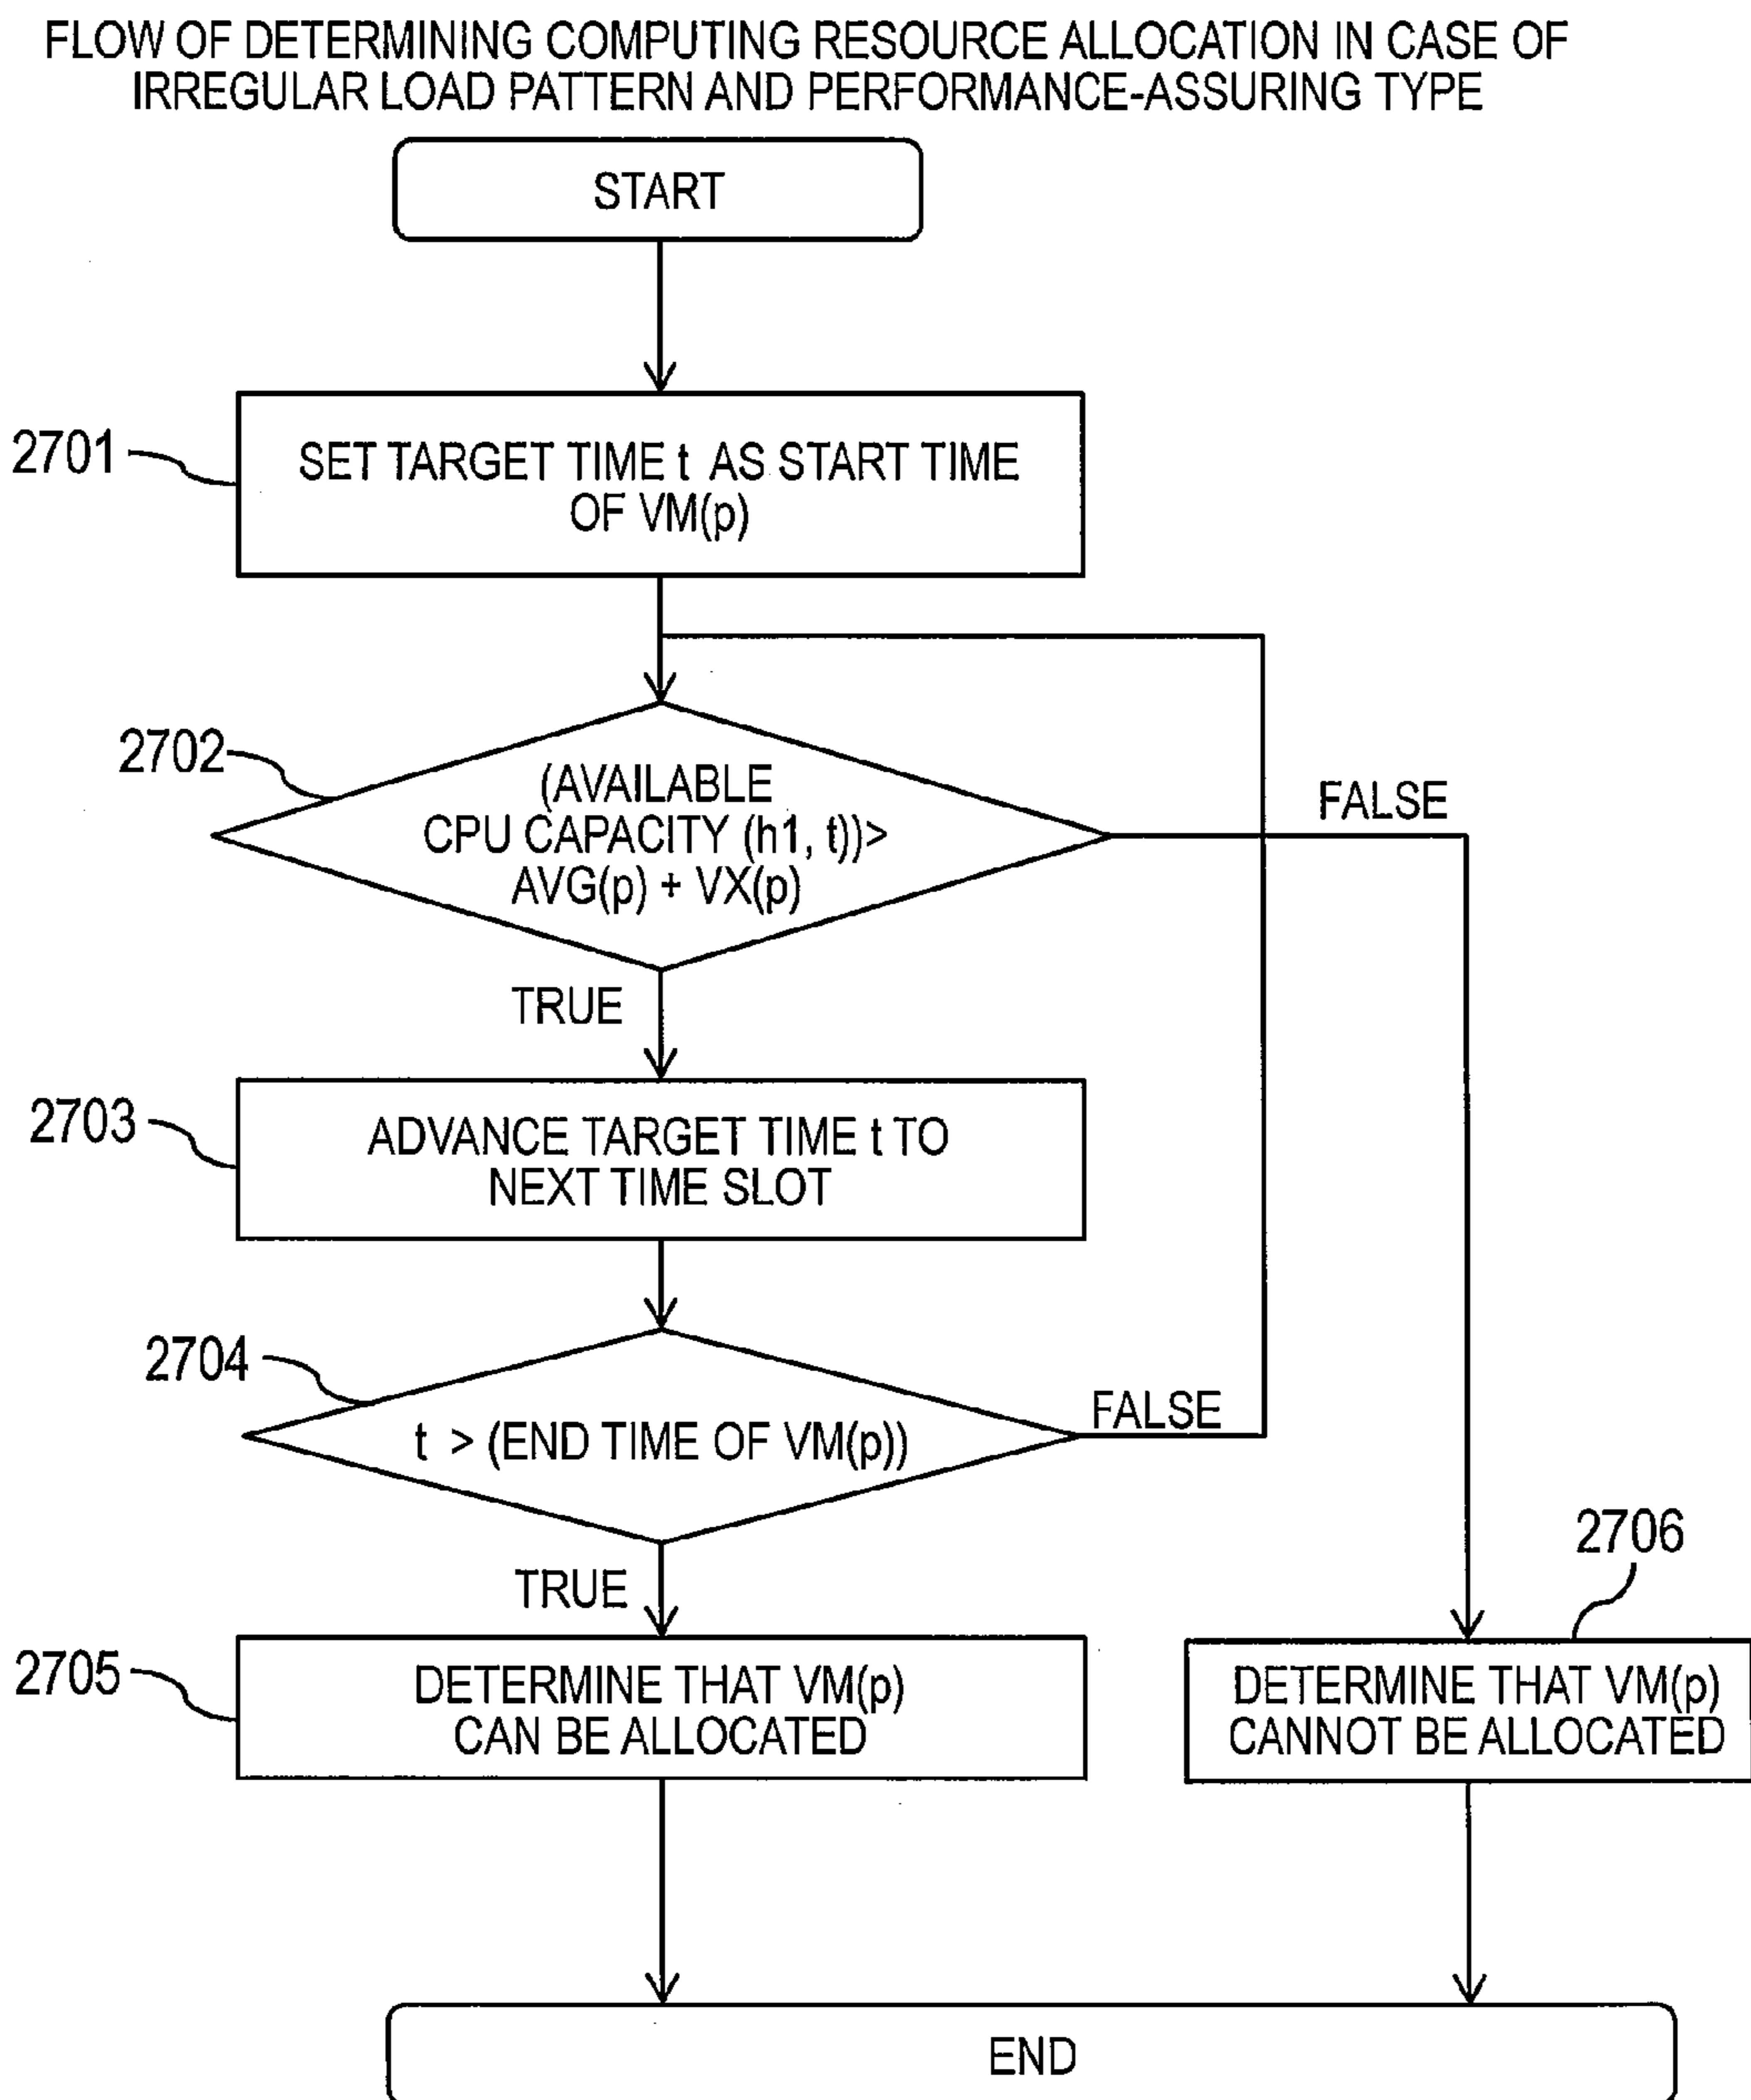 FLOW OF DETERMINING COMPUTING RESOURCE ALLOCATION IN CASE OF
IRREGULAR LOAD PATTERN AND PERFORMANCE-ASSURING TYPE
START
2701
SET TARGET TIME t AS START TIME
OF VM(p)
2702
(AVAILABLE
CPU CAPACITY (h1, t))>
AVG(p) + VX(p)
FALSE
TRUE
2703
ADVANCE TARGET TIME t TO
NEXT TIME SLOT
2704
t > (END TIME OF VM(p))
FALSE
TRUE
2705
DETERMINE THAT VM(p)
CAN BE ALLOCATED
2706
DETERMINE THAT VM(p)
CANNOT BE ALLOCATED
END